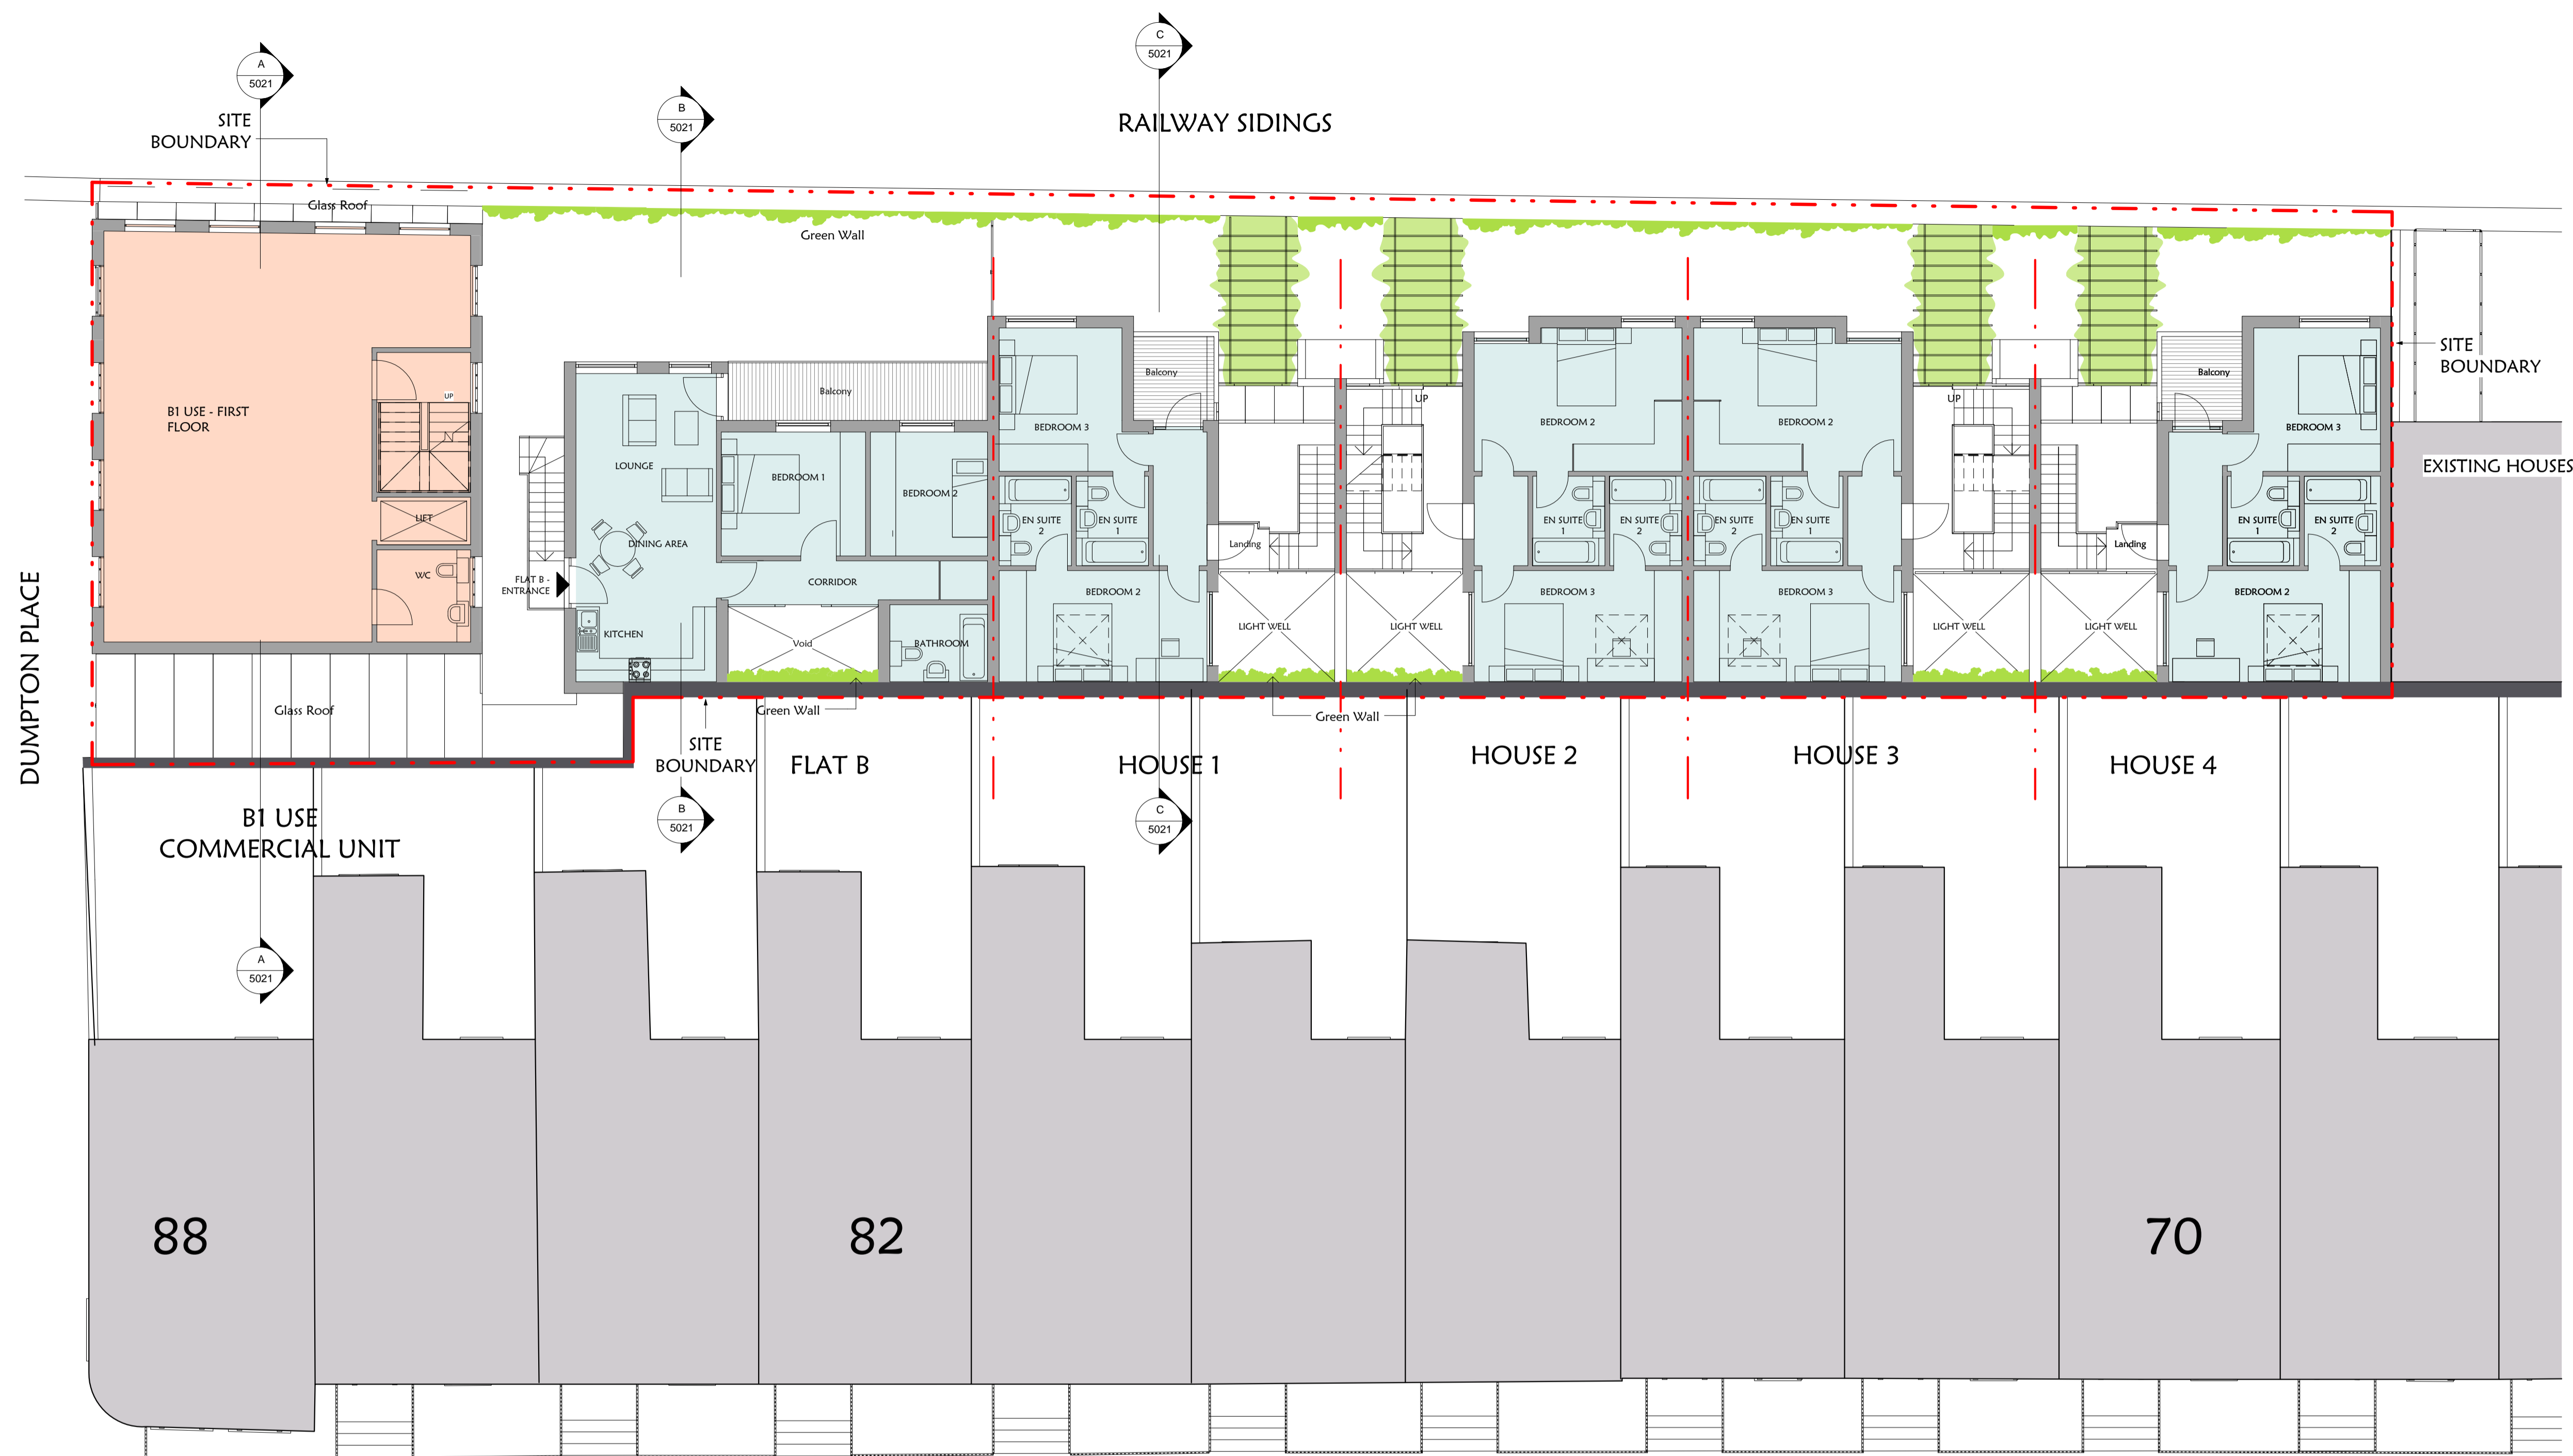 C
5021
A
5021
B
5021
SITE
BOUNDARY
RAILWAY SIDINGS
Glass Roof
Green Wall
SITE
BOUNDARY
Balcony
Balcony
Balcony
UP
UP
UP
B1 USE - FIRST
FLOOR
BEDROOM 3
BEDROOM 2
BEDROOM 2
BEDROOM 3
LOUNGE
BEDROOM 1
BEDROOM 2
EXISTING HOUSES
LIFT
EN SUITE
2
EN SUITE
1
EN SUITE
1
EN SUITE
2
EN SUITE
2
EN SUITE
1
EN SUITE
1
EN SUITE
2
DINING AREA
Landing
Landing
WC
FLAT B -
ENTRANCE
CORRIDOR
BEDROOM 2
BEDROOM 3
BEDROOM 3
BEDROOM 2
KITCHEN
Void
BATHROOM
LIGHT WELL
LIGHT WELL
LIGHT WELL
LIGHT WELL
DUMPTON PLACE
Glass Roof
Green Wall
Green Wall
SITE
BOUNDARY
FLAT B
HOUSE 1
HOUSE 2
HOUSE 3
HOUSE 4
B1 USE
COMMERCIAL UNIT
B
5021
C
5021
A
5021
88
82
70